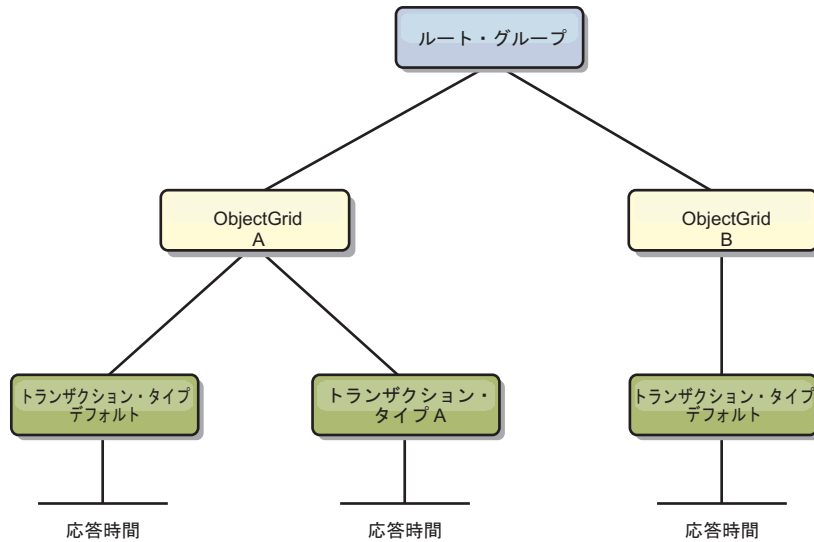 ルート・グループ
ObjectGrid
A
ObjectGrid
B
トランザクション・タイプ
デフォルト
トランザクション・
タイプ A
トランザクション・タイプ
デフォルト
応答時間
応答時間
応答時間